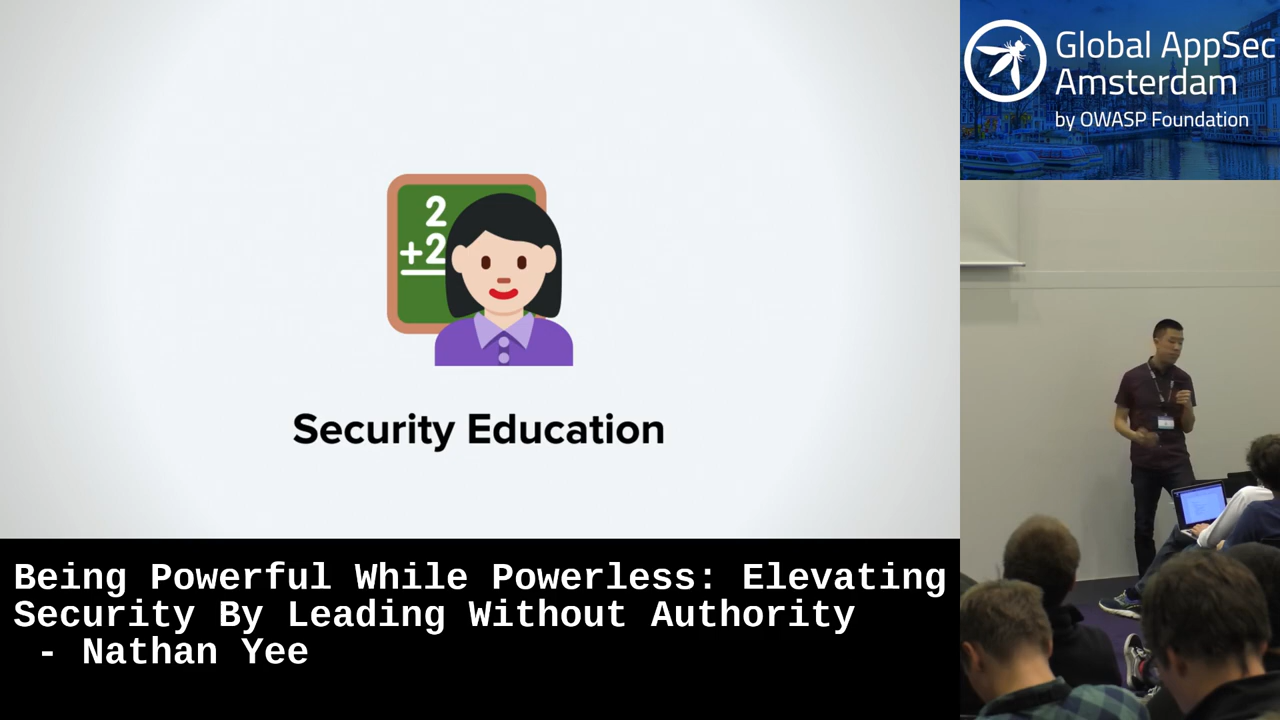 2
+2
Security Education
Being Powerful While Powerless: Elevating
Security By Leading Without Authority
- Nathan Yee
Global AppSec
Amsterdam
by OWASP Foundation